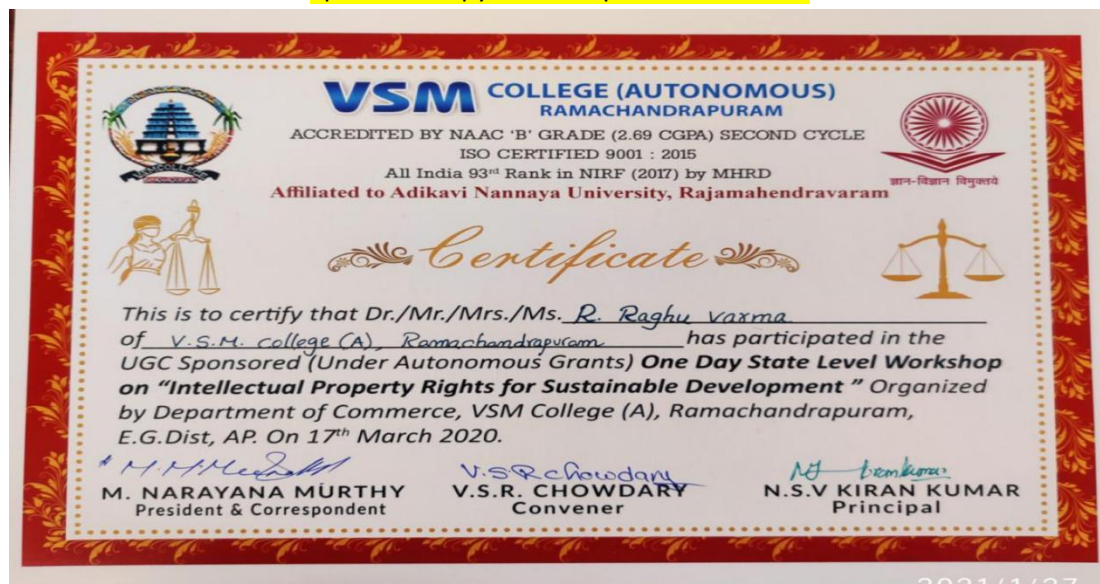 VSM COLLEGE (AUTONOMOUS)
RAMACHANDRAPURAM
ACCREDITED BY NAAC 'B' GRADE (2.69 CGPA) SECOND CYCLE
ISO CERTIFIED 9001 : 2015
All India 93rd Rank in NIRF (2017) by MHRD
ज्ञान-विज्ञान विमुक्तये
Affiliated to Adikavi Nannaya University, Rajamahendravaram
Certificate
This is to certify that Dr./Mr./Mrs./Ms. R. Raghu varma
of V.S.M. college (A), Ramachandrapuram has participated in the
UGC Sponsored (Under Autonomous Grants) One Day State Level Workshop
on "Intellectual Property Rights for Sustainable Development " Organized
by Department of Commerce, VSM College (A), Ramachandrapuram,
E.G.Dist, AP. On 17th March 2020.
V.S.R chowdary
M. NARAYANA MURTHY V.S.R. CHOWDARY N.S.V KIRAN KUMAR
President & Correspondent Convener Principal
2021/1/27